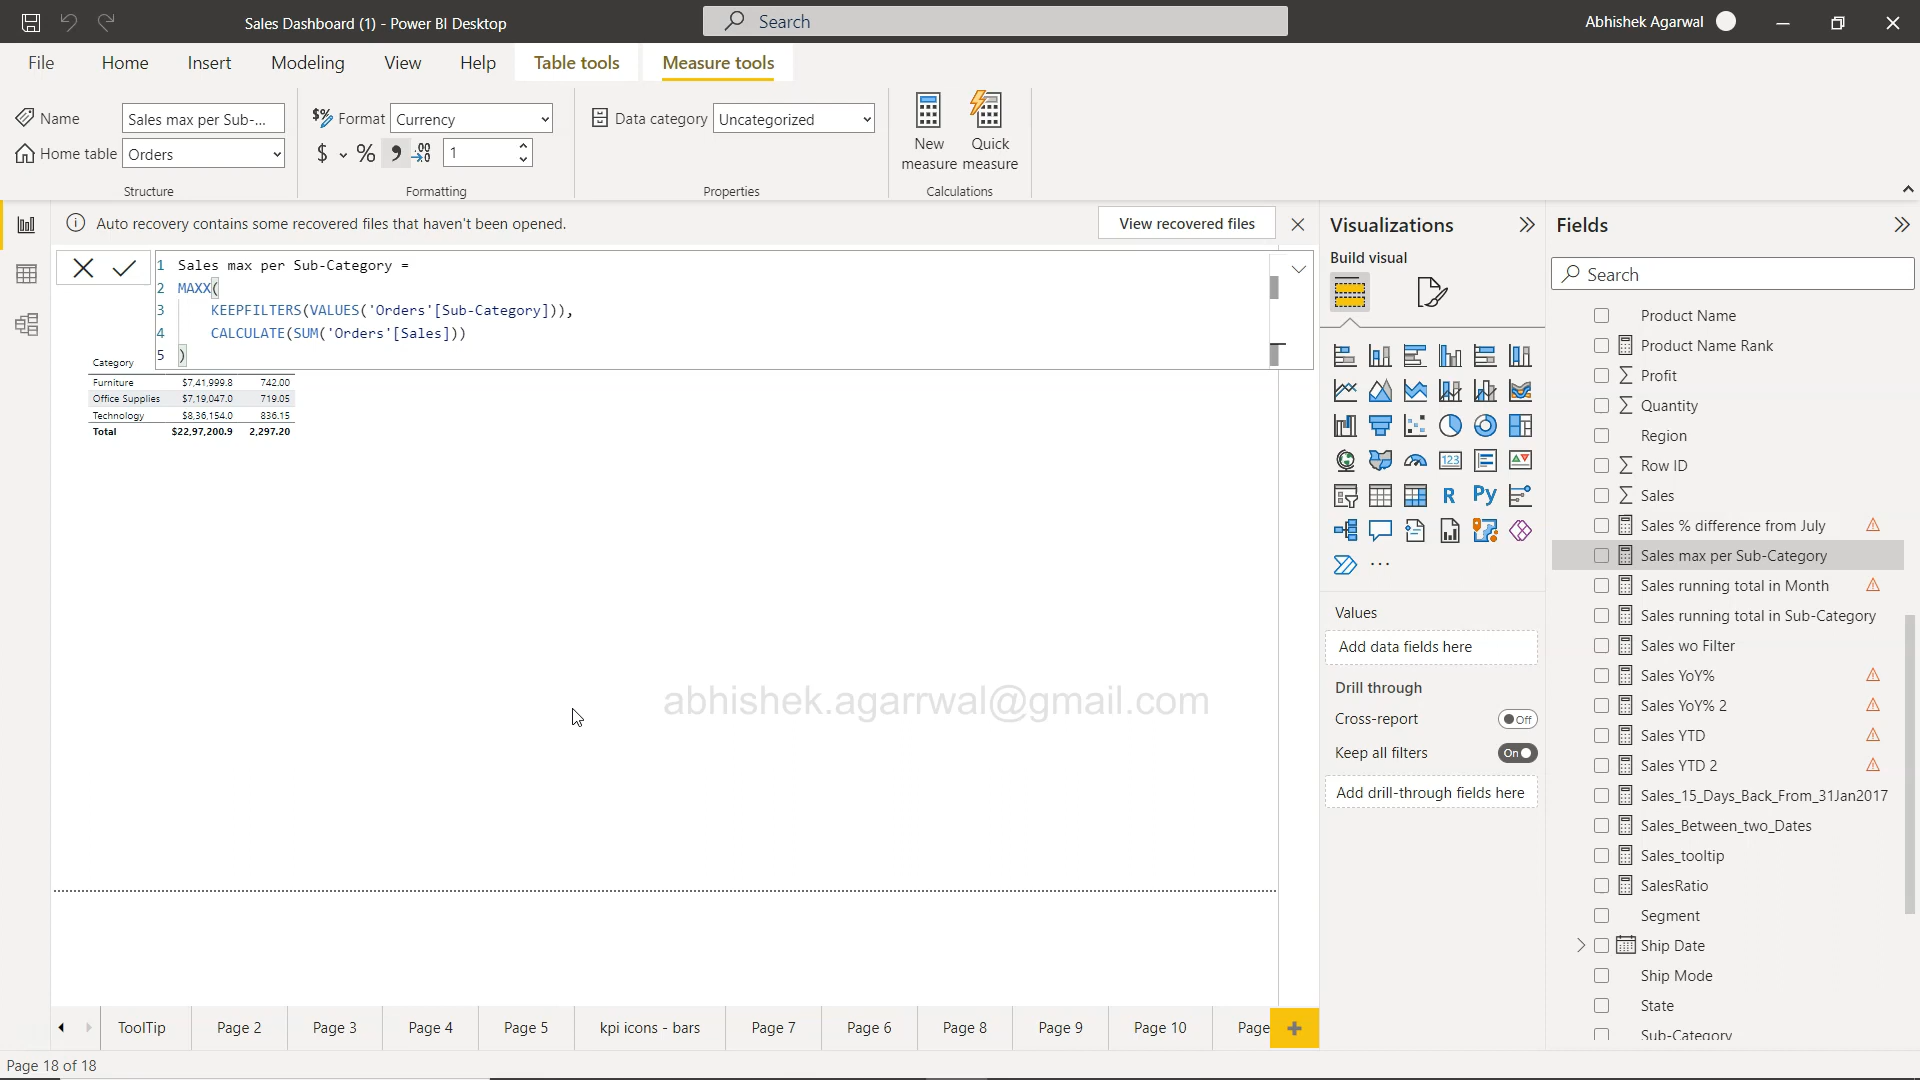 Sales Dashboard (1) - Power BI Desktop
Search
Abhishek Agarwal
File
Home
Insert
Modeling
View
Help
Table tools
Measure tools
Name
Sales max per Sub-...
Home table
Orders
Structure
Format
Currency
$ % , .00
1
Formatting
Data category
Uncategorized
Properties
New
measure
Quick
measure
Calculations
Auto recovery contains some recovered files that haven't been opened.
View recovered files
1 Sales max per Sub-Category =
2 MAXX(
3 KEEPFILTERS(VALUES('Orders'[Sub-Category])),
4 CALCULATE(SUM('Orders'[Sales]))
5 )
Category
Furniture $7,41,999.8 742.00
Office Supplies $7,19,047.0 719.05
Technology $8,36,154.0 836.15
Total $22,97,200.9 2,297.20
abhishek.agarrwal@gmail.com
Visualizations
Build visual
123
R
Py
...
Values
Add data fields here
Drill through
Cross-report
Off
Keep all filters
On
Add drill-through fields here
Fields
Search
Product Name
Product Name Rank
Profit
Quantity
Region
Row ID
Sales
Sales % difference from July
Sales max per Sub-Category
Sales running total in Month
Sales running total in Sub-Category
Sales wo Filter
Sales YoY%
Sales YoY% 2
Sales YTD
Sales YTD 2
Sales_15_Days_Back_From_31Jan2017
Sales_Between_two_Dates
Sales_tooltip
SalesRatio
Segment
Ship Date
Ship Mode
State
Sub-Category
ToolTip
Page 2
Page 3
Page 4
Page 5
kpi icons - bars
Page 7
Page 6
Page 8
Page 9
Page 10
Page
Page 18 of 18